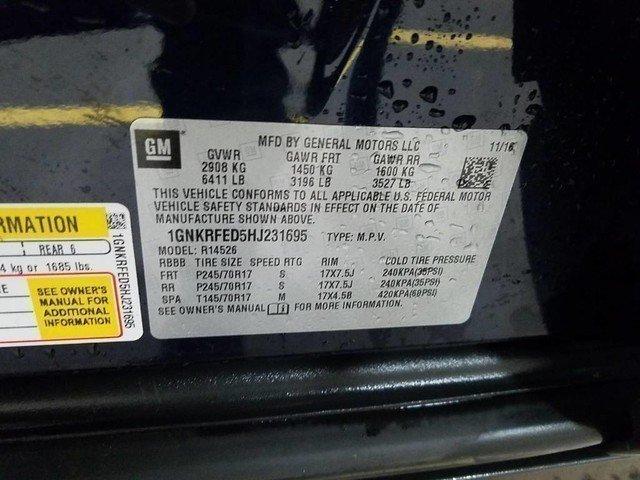 GM
MFD BY GENERAL MOTORS LLC 11/16
GVWR GAWR FRT GAWR RR
2908 KG 1450 KG 1600 KG
6411 LB 3196 LB 3527 LB
THIS VEHICLE CONFORMS TO ALL APPLICABLE U.S. FEDERAL MOTOR
VEHICLE SAFETY STANDARDS IN EFFECT ON THE DATE OF
MANUFACTURE SHOWN ABOVE.
1GNKRFED5HJ231695 TYPE: M.P.V.
MODEL: R14526
RBBB TIRE SIZE SPEED RTG RIM COLD TIRE PRESSURE
FRT P245/70R17 S 17X7.5J 240KPA(35PSI)
RR P245/70R17 S 17X7.5J 240KPA(35PSI)
SPA T145/70R17 M 17X4.5B 420KPA(60PSI)
SEE OWNER'S MANUAL FOR MORE INFORMATION.
RMATION
REAR 6
4 kg or 1685 lbs.
RE
SEE OWNER'S
MANUAL FOR
ADDITIONAL
INFORMATION
1GNKRFED5HJ231695